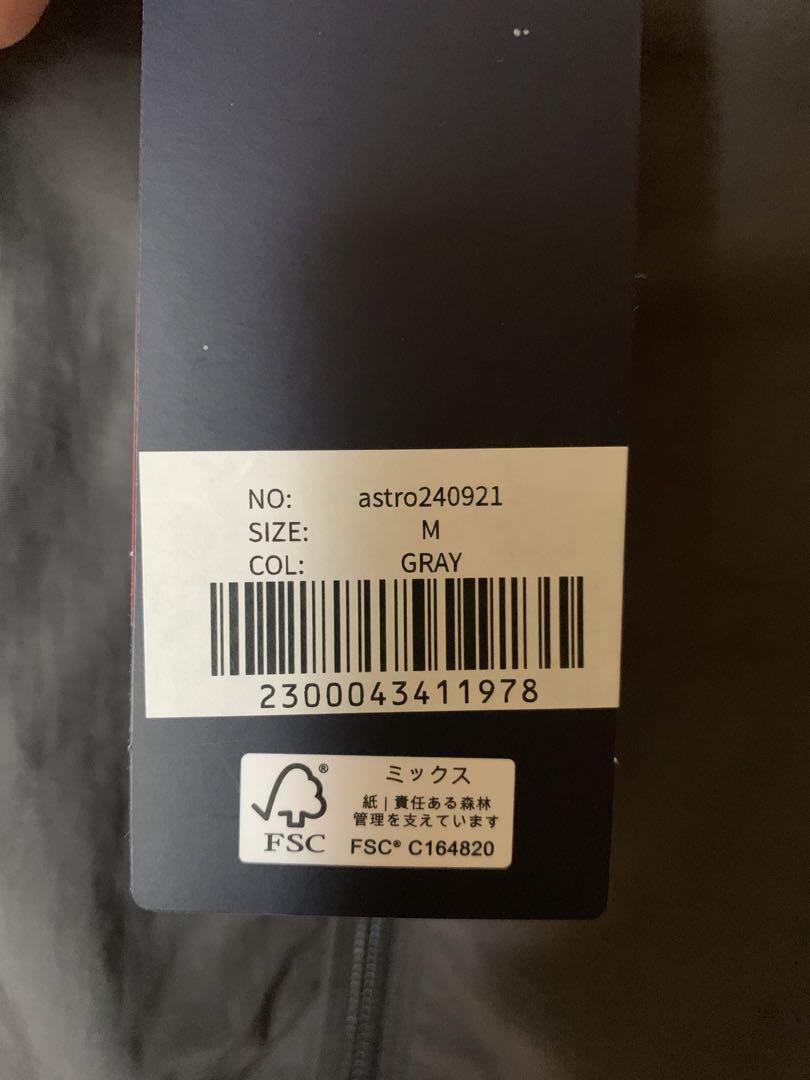 NO: astro240921
SIZE: M
COL: GRAY
2300043411978
®
FSC
ミックス
紙 | 責任ある森林
管理を支えています
FSC® C164820